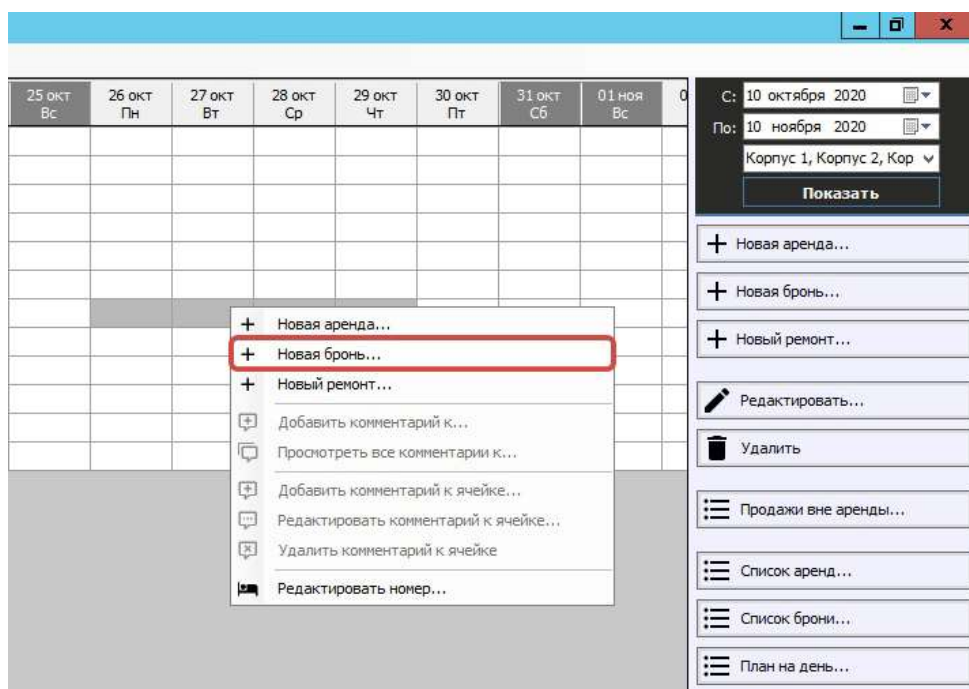 25 окт 26 окт 27 окт 28 окт 29 окт 30 окт 31 окт 01 ноя 0
Вс Пн Вт Ср Чт Пт Сб Вс
С: 10 октября 2020
По: 10 ноября 2020
Корпус 1, Корпус 2, Кор
Показать
Новая аренда...
Новая бронь...
Новый ремонт...
Редактировать...
Удалить
Продажи вне аренды...
Список аренд...
Список брони...
План на день...
Новая аренда...
Новая бронь...
Новый ремонт...
Добавить комментарий к...
Просмотреть все комментарии к...
Добавить комментарий к ячейке...
Редактировать комментарий к ячейке...
Удалить комментарий к ячейке
Редактировать номер...